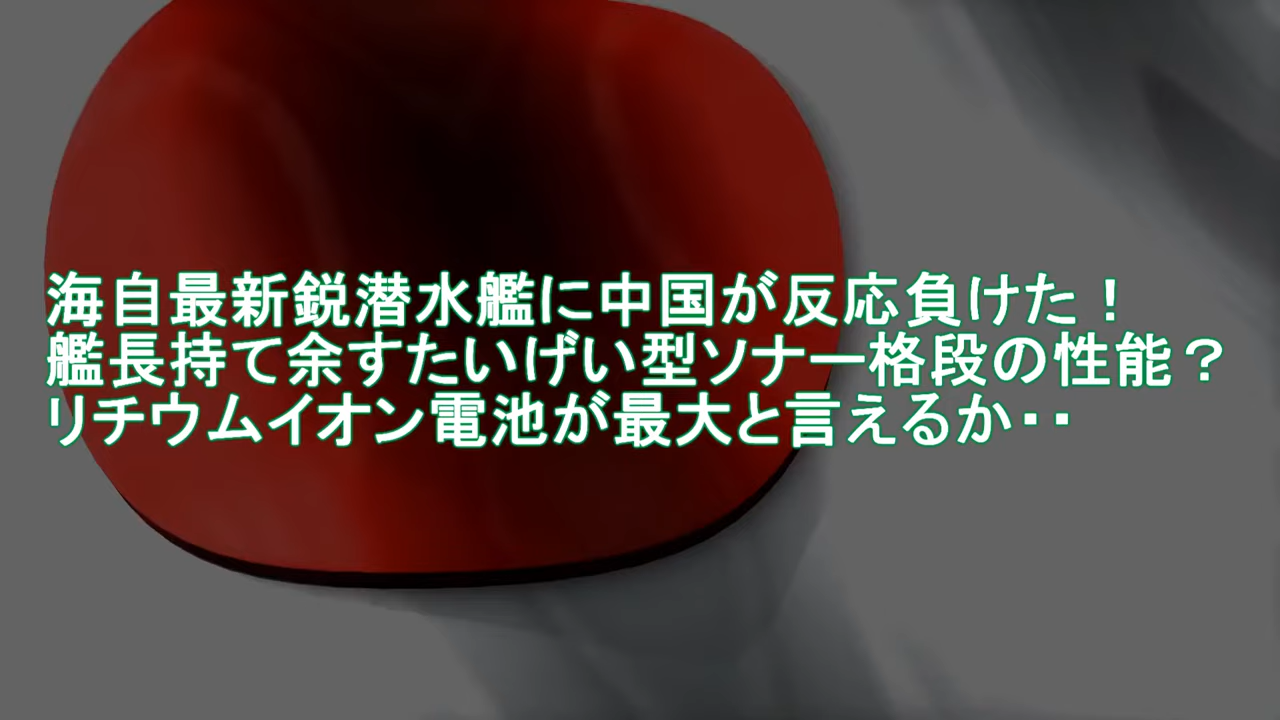 海自最新鋭潜水艦に中国が反応負けた！
艦長持て余すたいげい型ソナー格段の性能？
リチウムイオン電池が最大と言えるか・・